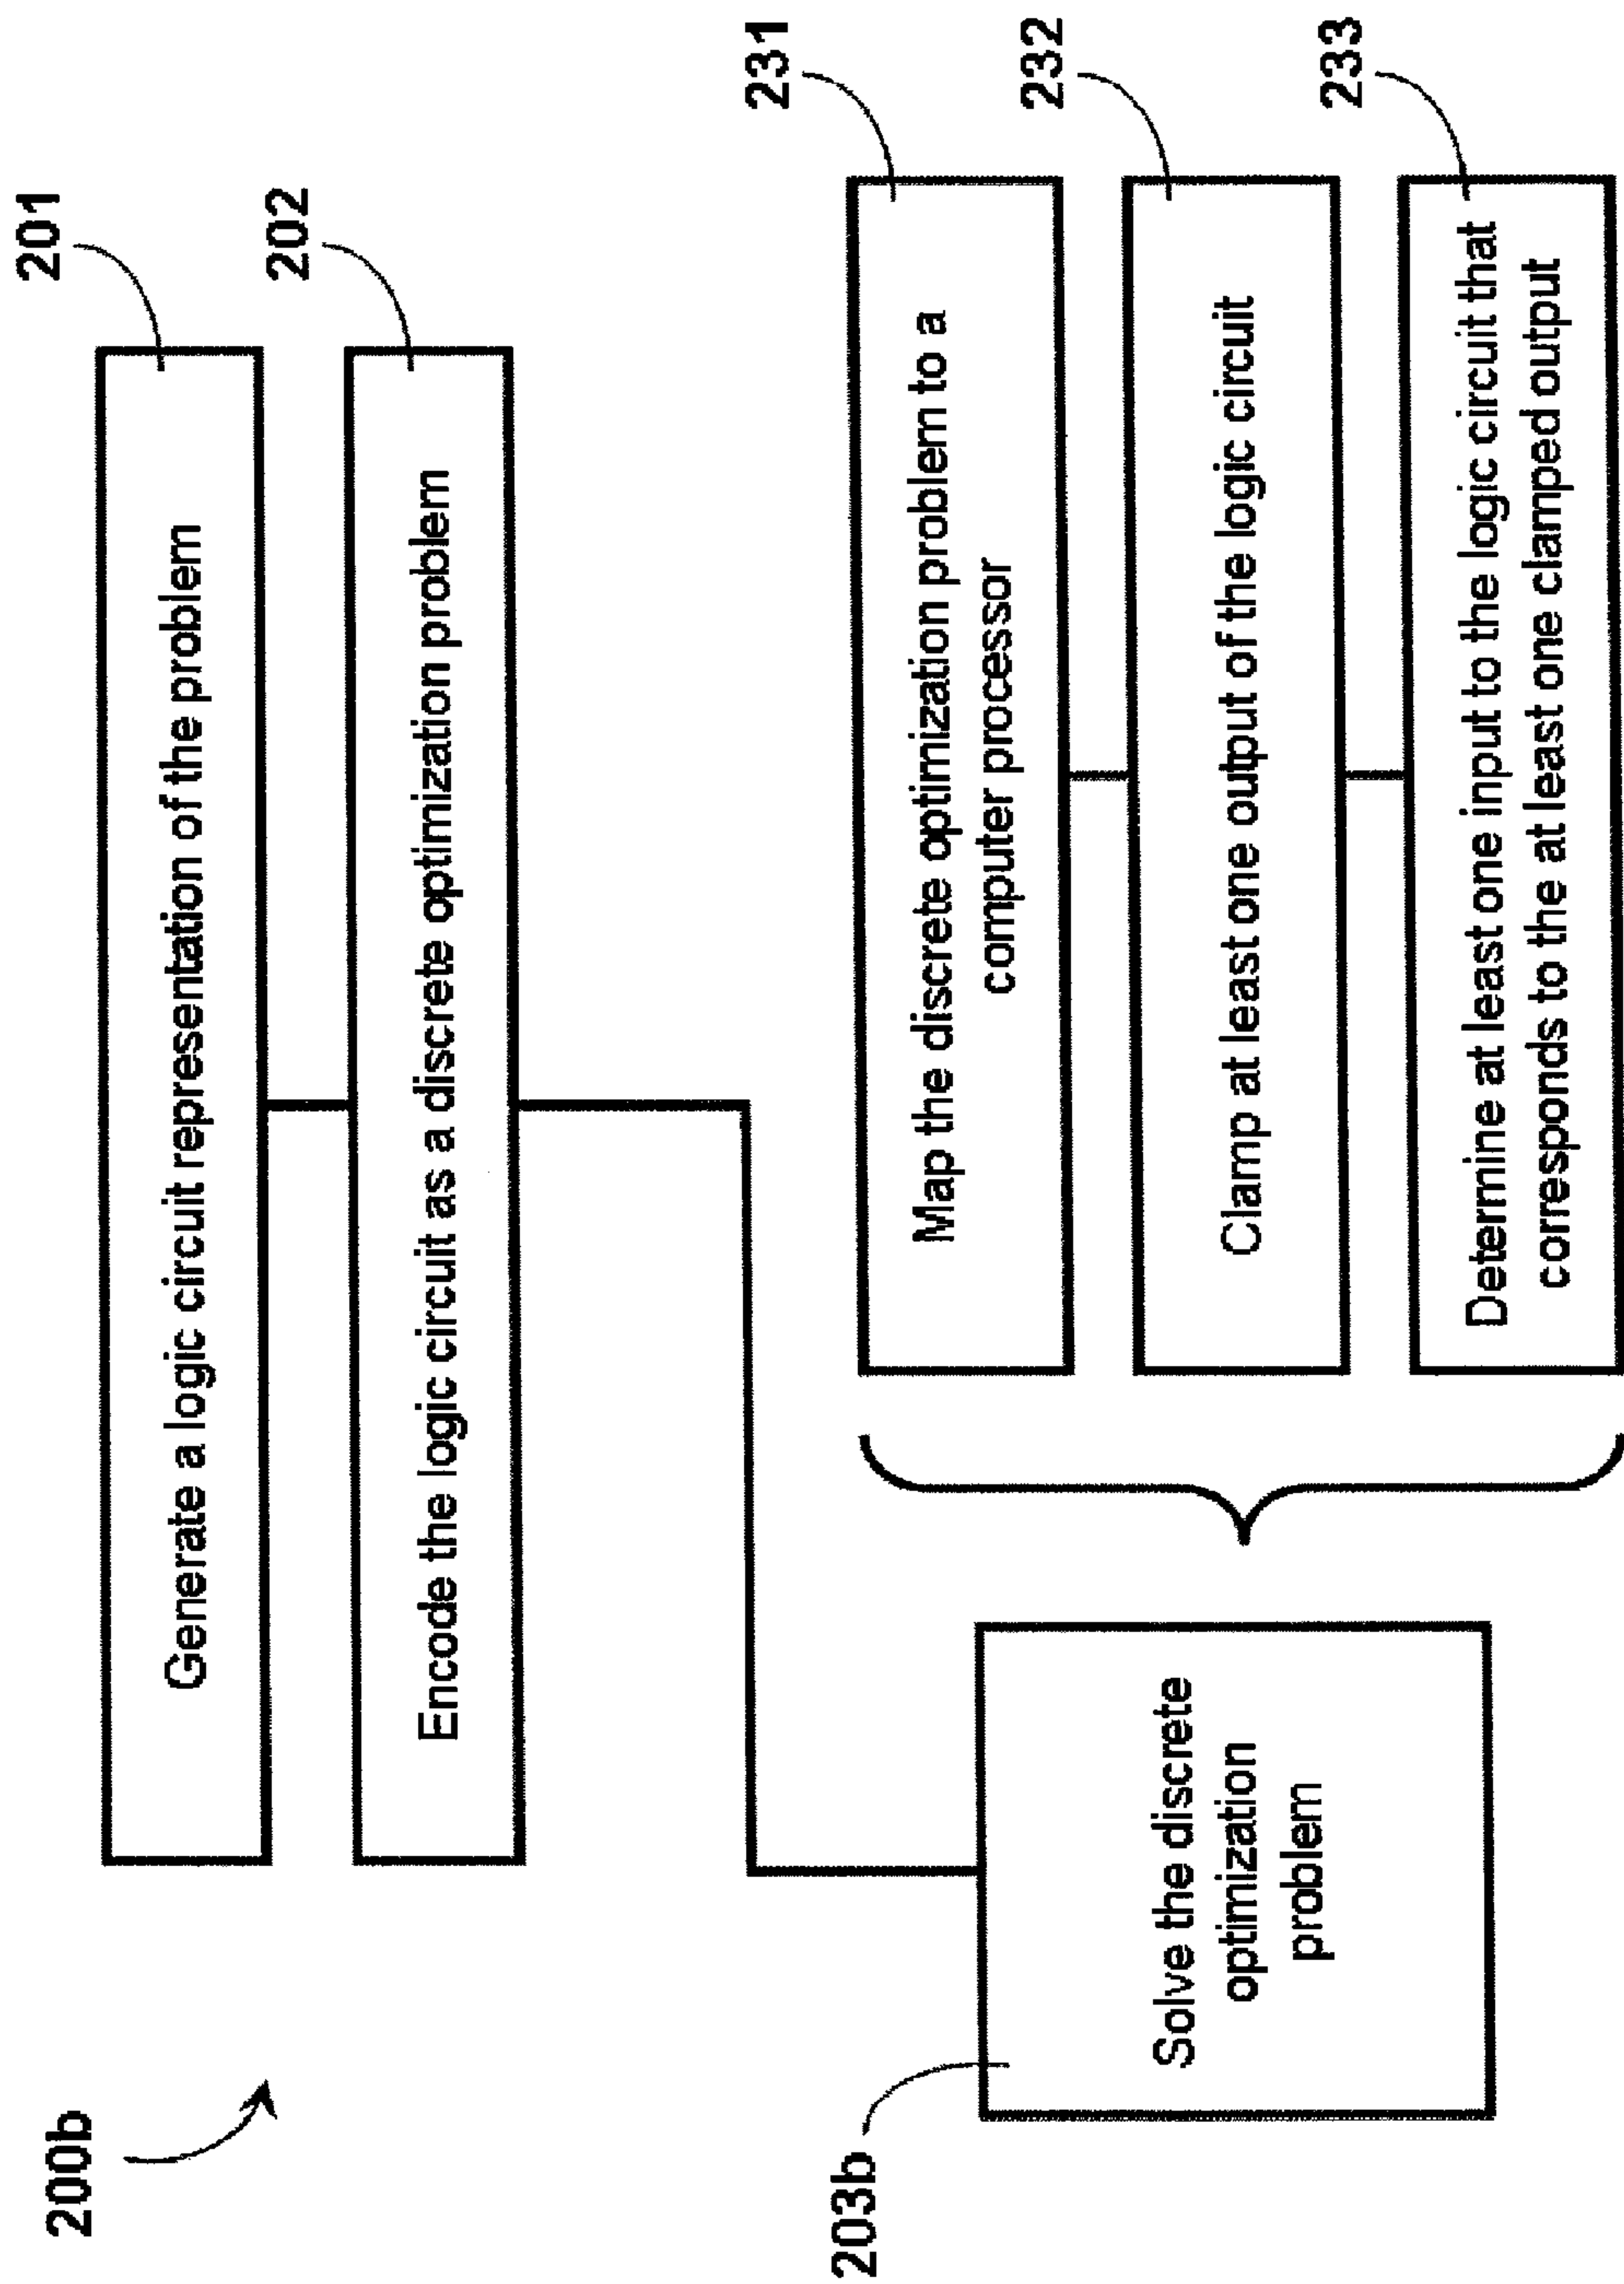 200b
201
Generate a logic circuit representation of the problem
202
Encode the logic circuit as a discrete optimization problem
203b
Solve the discrete
optimization
problem
231
Map the discrete optimization problem to a
computer processor
232
Clamp at least one output of the logic circuit
233
Determine at least one input to the logic circuit that
corresponds to the at least one clamped output